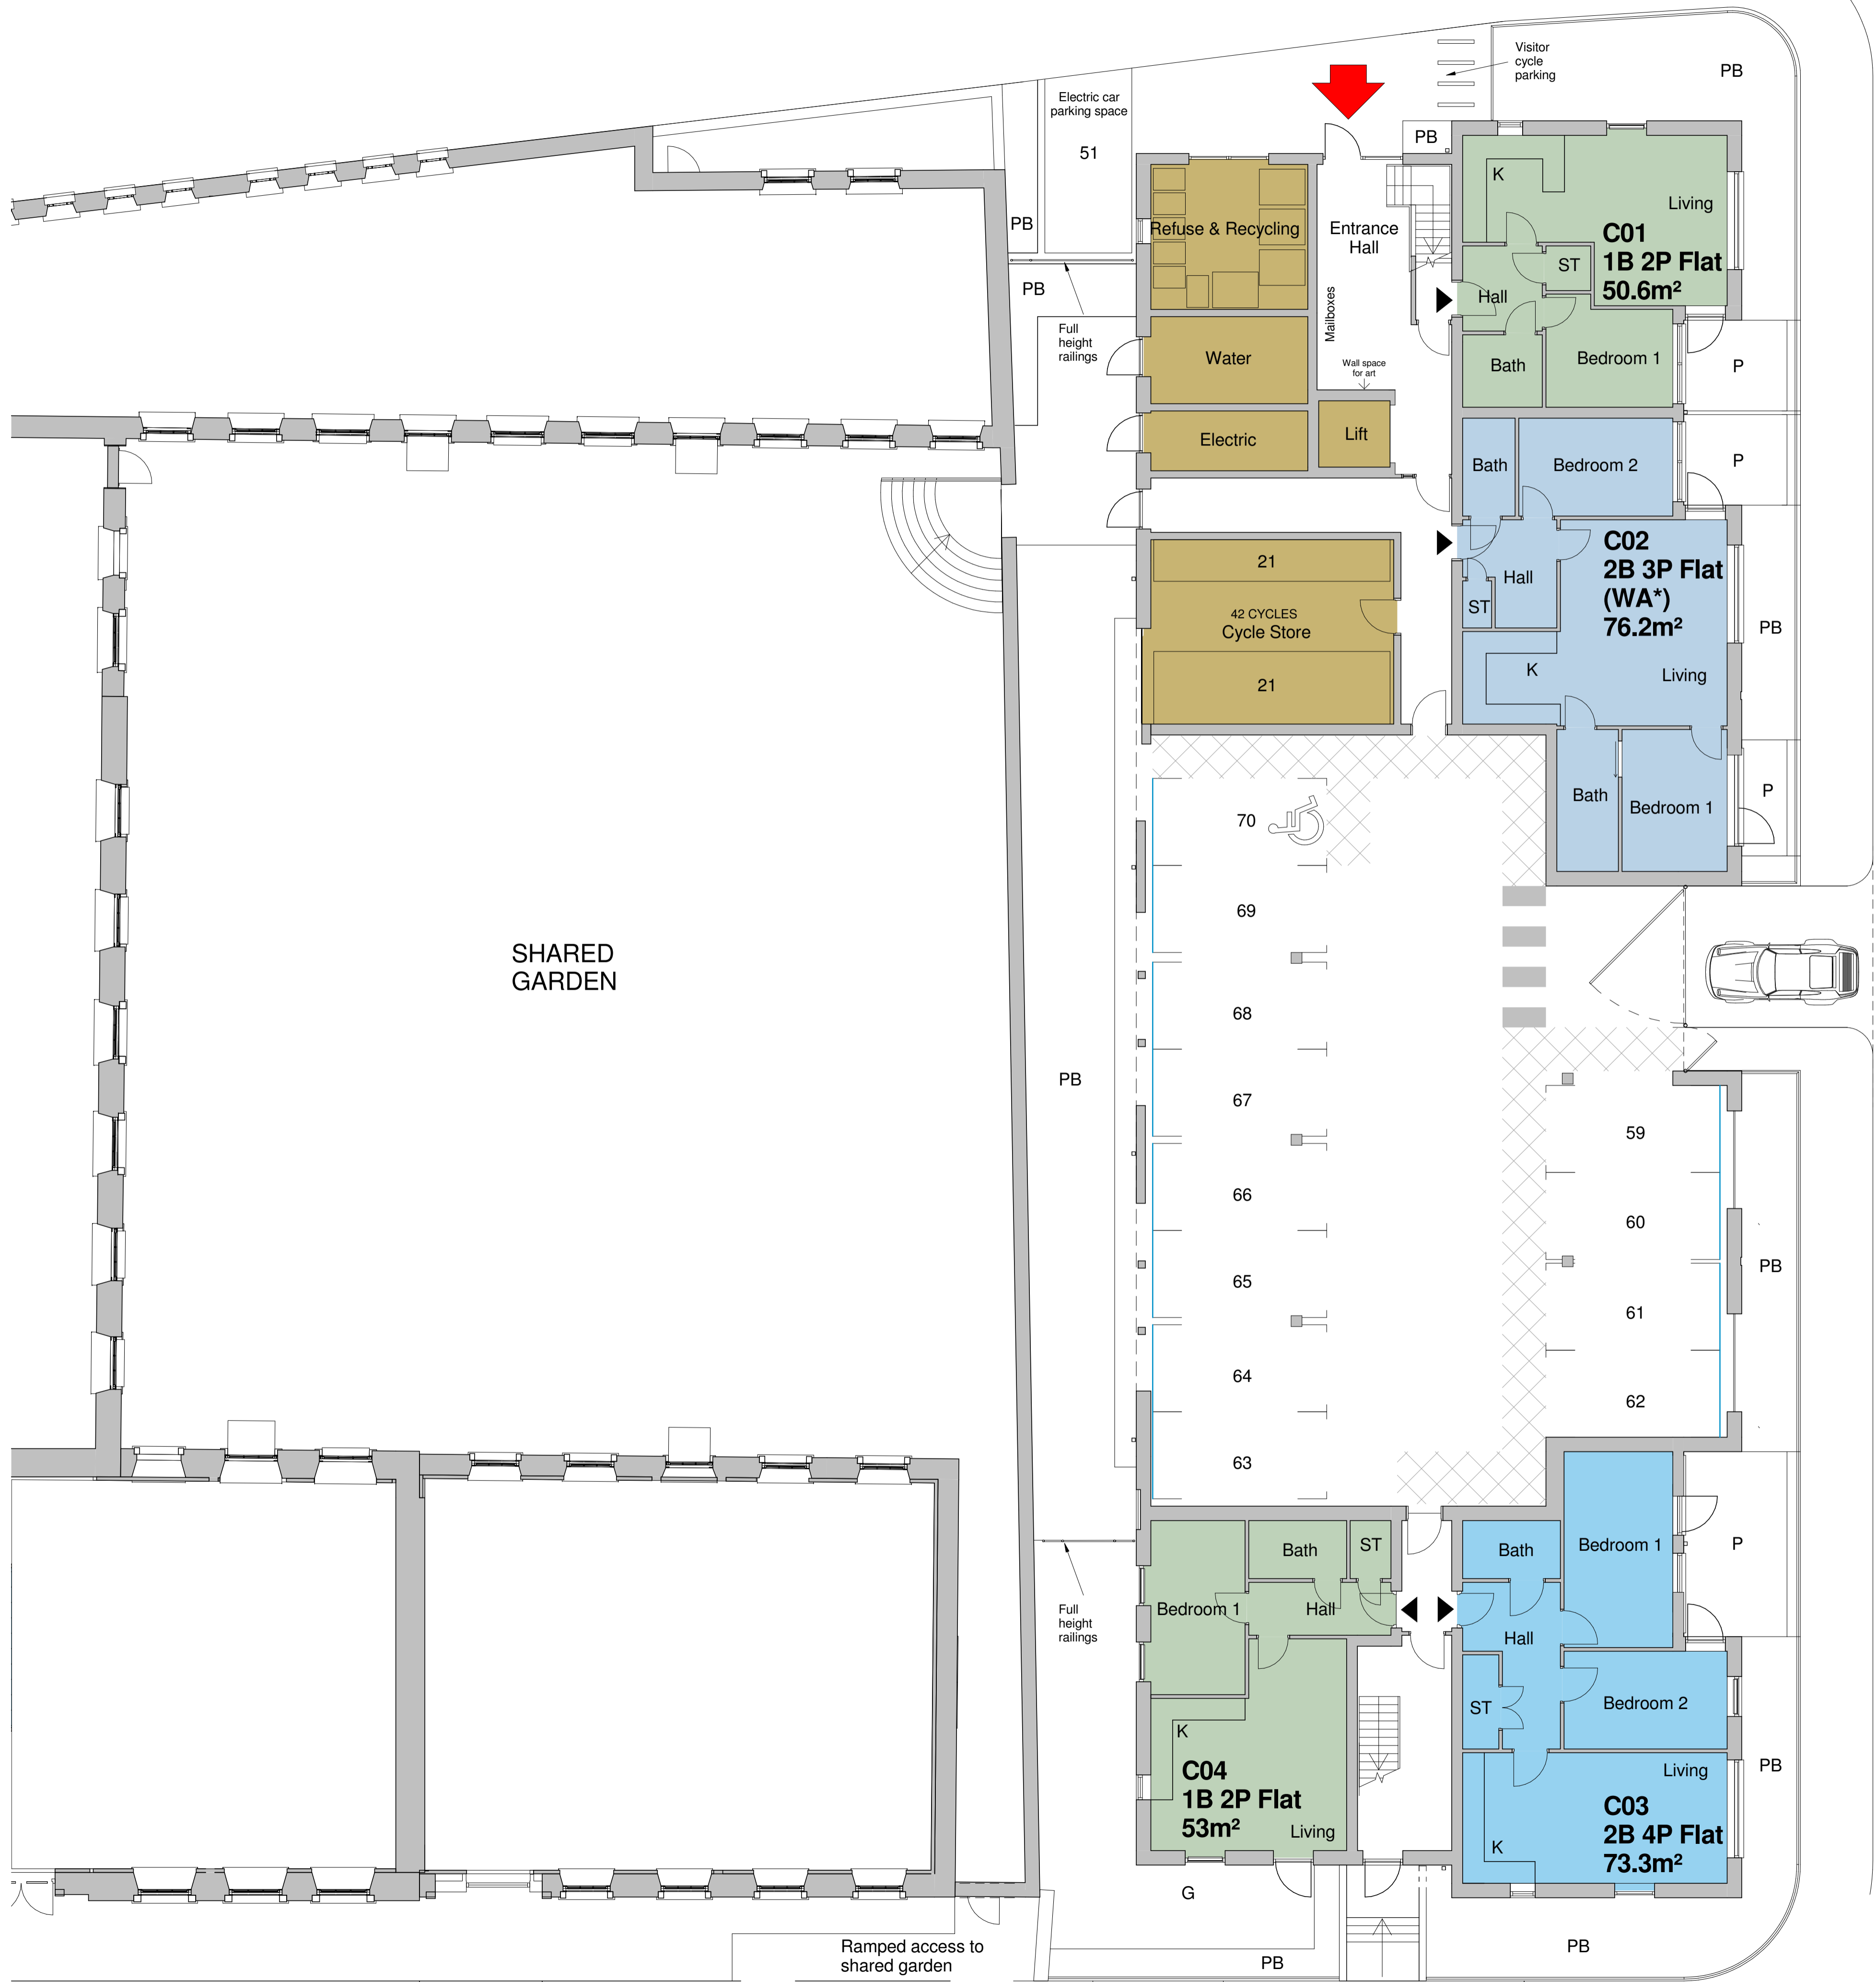 Visitor
cycle
parking
PB
Electric car
parking space
51
PB
PB
K
Living
Refuse & Recycling
Entrance
Hall
C01
1B 2P Flat
50.6m²
ST
Hall
PB
Mailboxes
Full
height
railings
Water
Wall space
for art
Bath
Bedroom 1
P
Electric
Lift
Bath
Bedroom 2
P
C02
2B 3P Flat
(WA*)
76.2m²
21
Hall
ST
42 CYCLES
Cycle Store
PB
K
Living
21
Bath
Bedroom 1
P
70
69
SHARED
GARDEN
68
PB
67
59
66
60
65
PB
61
64
62
63
Bath
ST
Bath
Bedroom 1
P
Full
height
railings
Bedroom 1
Hall
Hall
ST
Bedroom 2
K
C04
1B 2P Flat
53m²
Living
Living
PB
C03
2B 4P Flat
73.3m²
K
G
Ramped access to
shared garden
PB
PB